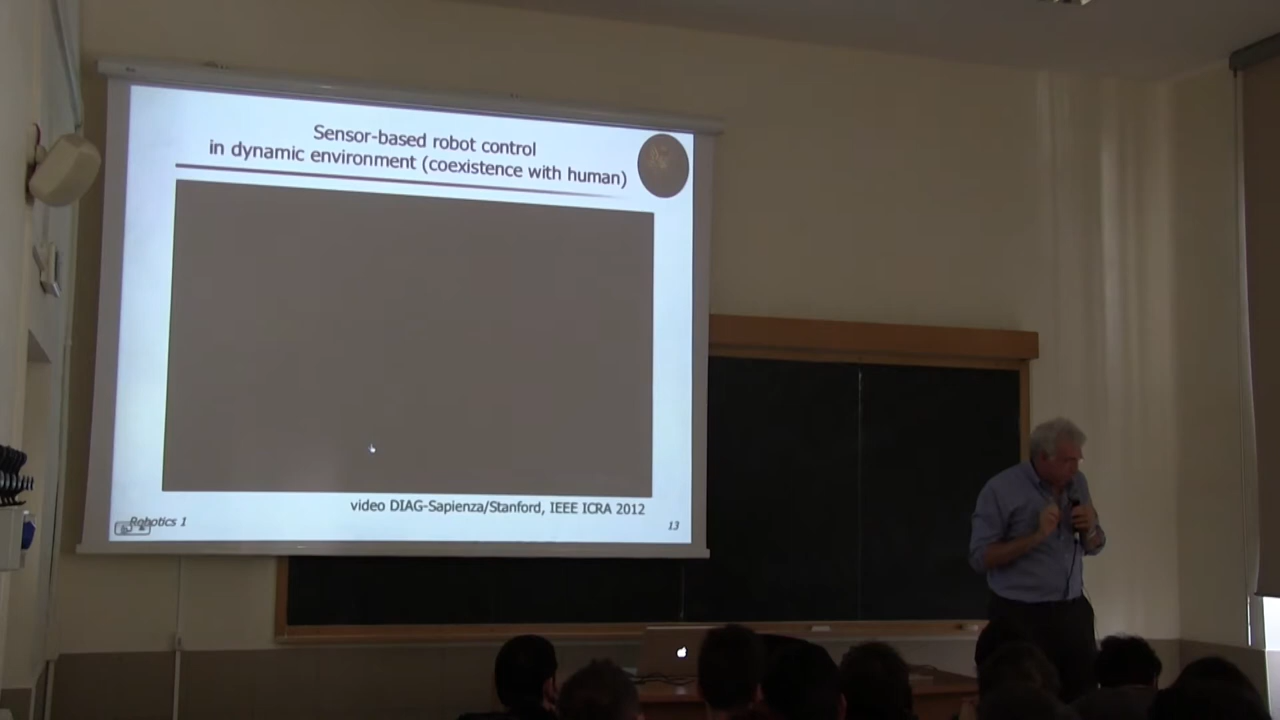 Sensor-based robot control
in dynamic environment (coexistence with human)
video DIAG-Sapienza/Stanford, IEEE ICRA 2012
Robotics 1
13